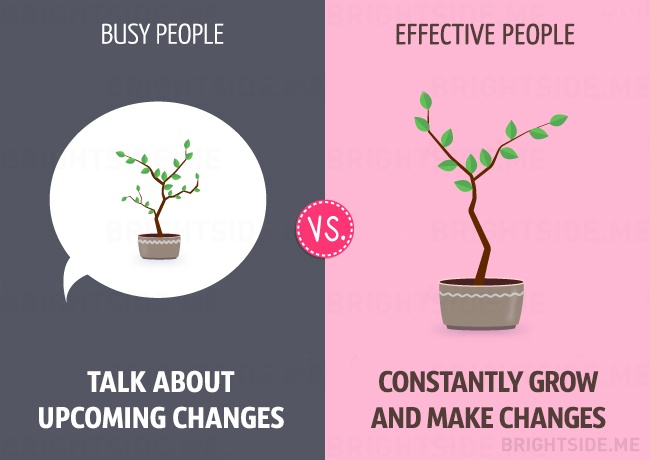 BUSY PEOPLE
TALK ABOUT
UPCOMING CHANGES
VS.
EFFECTIVE PEOPLE
CONSTANTLY GROW
AND MAKE CHANGES
BRIGHTSIDE.ME